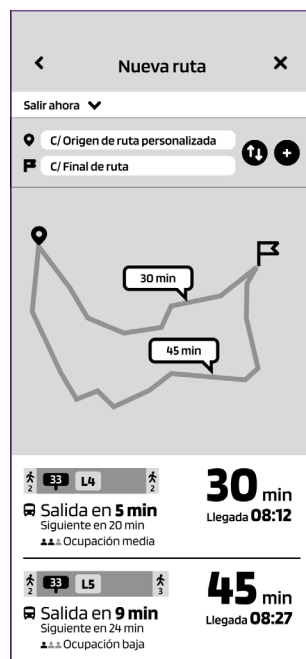 Nueva ruta
Salir ahora
C/ Origen de ruta personalizada
C/ Final de ruta
30 min
45 min
2 33 L4 2
30 min
Salida en 5 min
Llegada 08:12
Siguiente en 20 min
Ocupación media
2 33 L5 3
45 min
Salida en 9 min
Llegada 08:27
Siguiente en 24 min
Ocupación baja